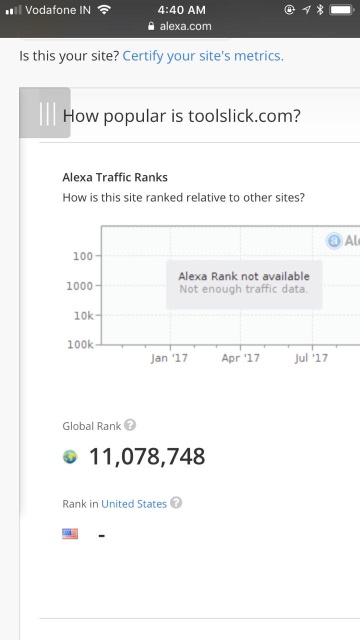 Vodafone IN 4:40 AM
alexa.com
Is this your site? Certify your site's metrics.
How popular is toolslick.com?
Alexa Traffic Ranks
How is this site ranked relative to other sites?
a Al
100
Alexa Rank not available
Not enough traffic data.
1000
10k
100k
Jan '17 Apr '17 Jul '17
Global Rank ?
11,078,748
Rank in United States ?
-